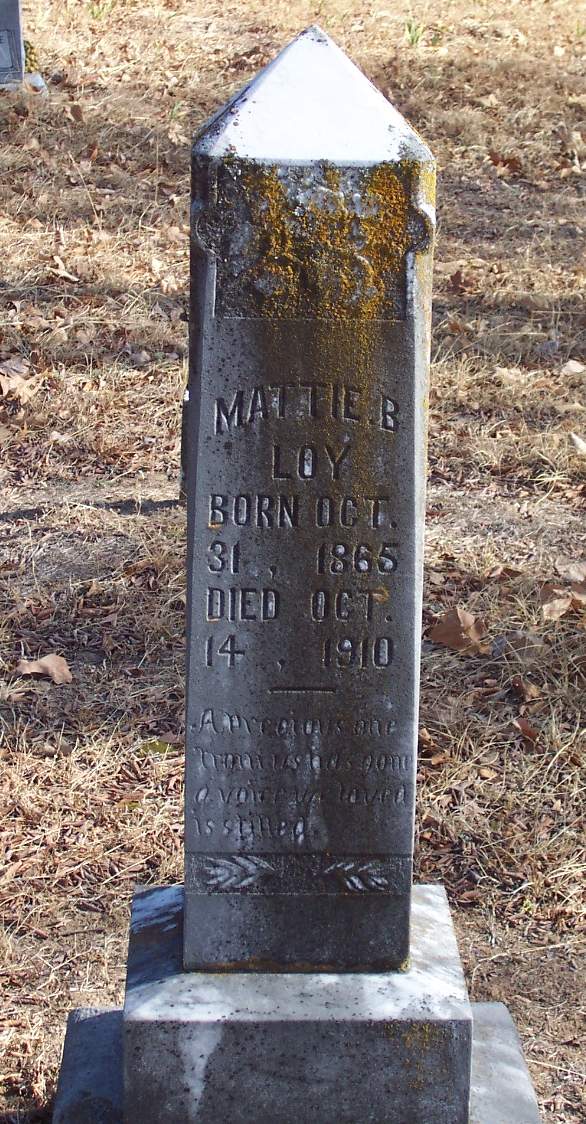 MATTIE B
LOY
BORN OCT.
31, 1865
DIED OCT.
14, 1910
A precious one
from us has gone
a voice we loved
is stilled.